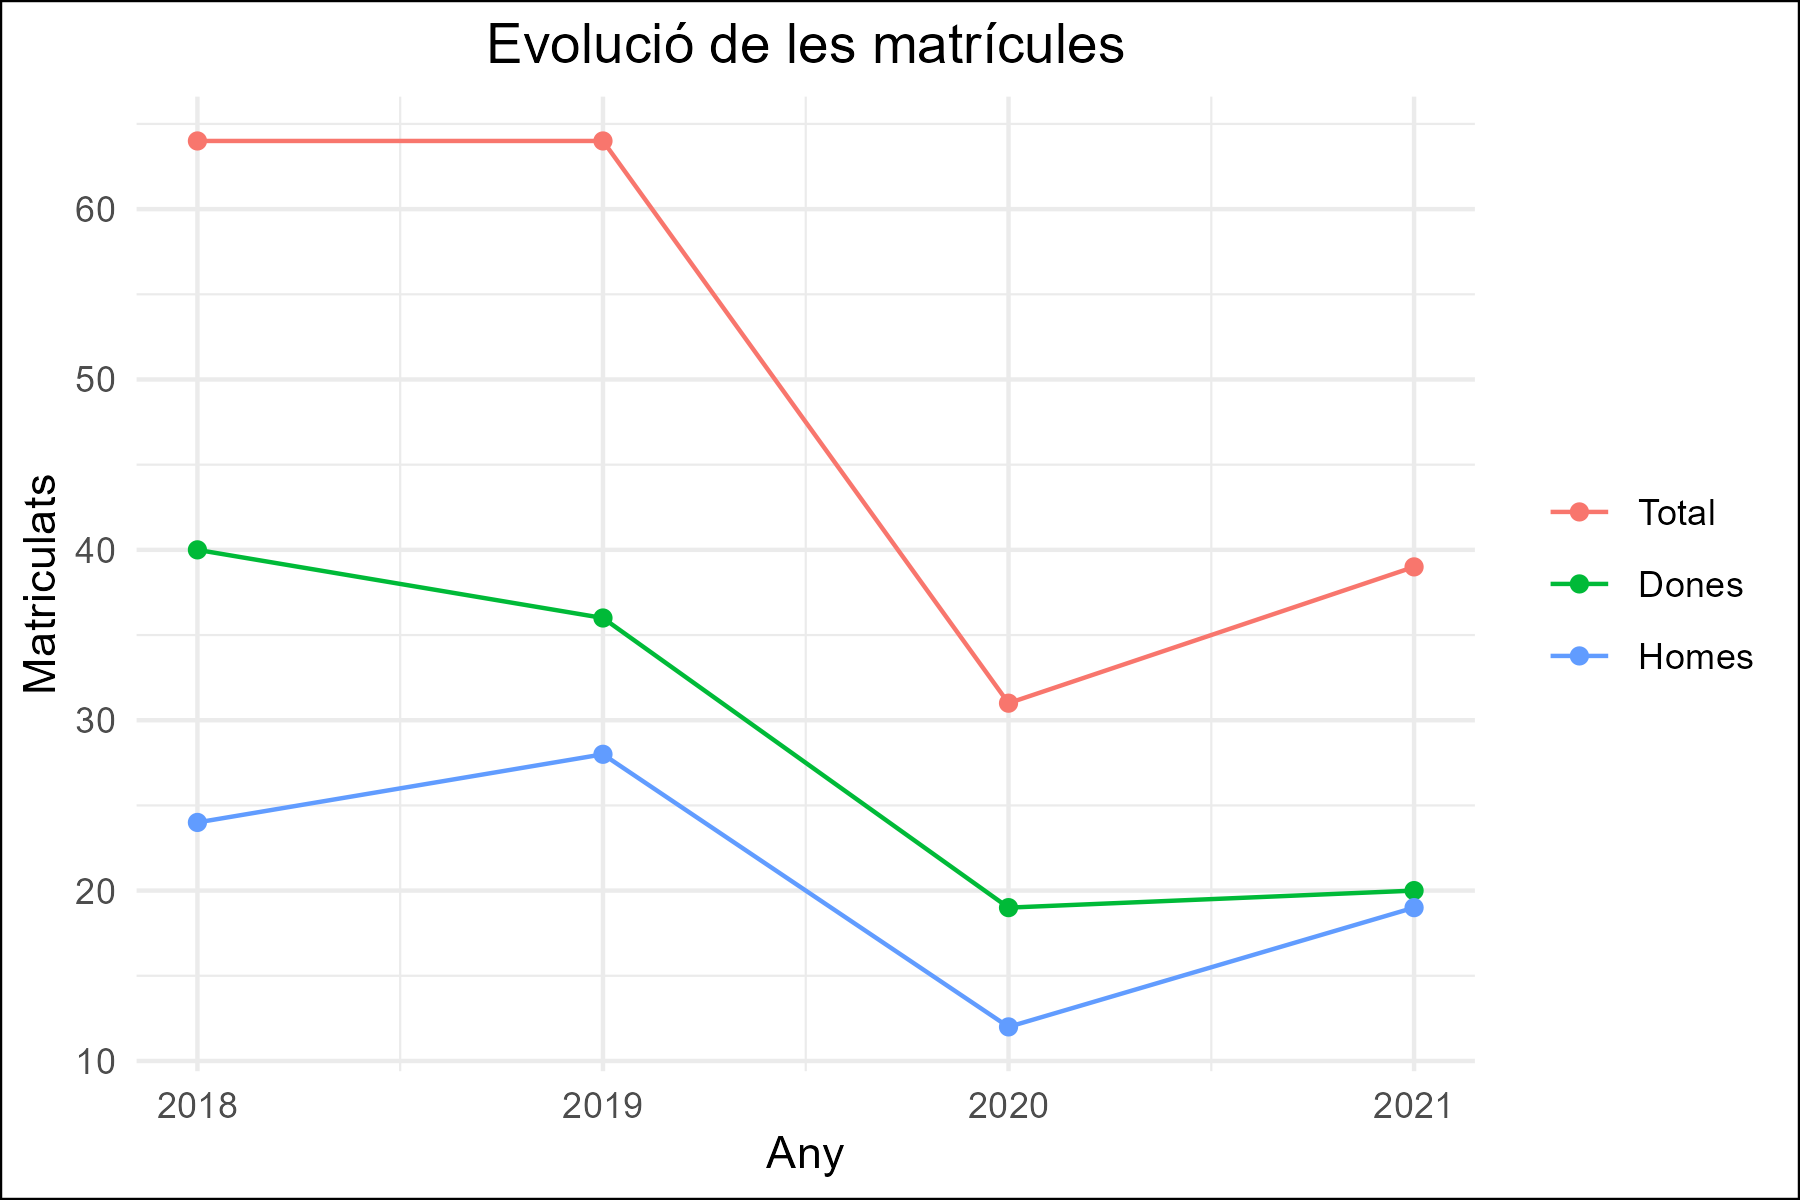 Evolució de les matrícules
Matriculats
60
50
40
30
20
10
2018 2019 2020 2021
Any
Total
Dones
Homes